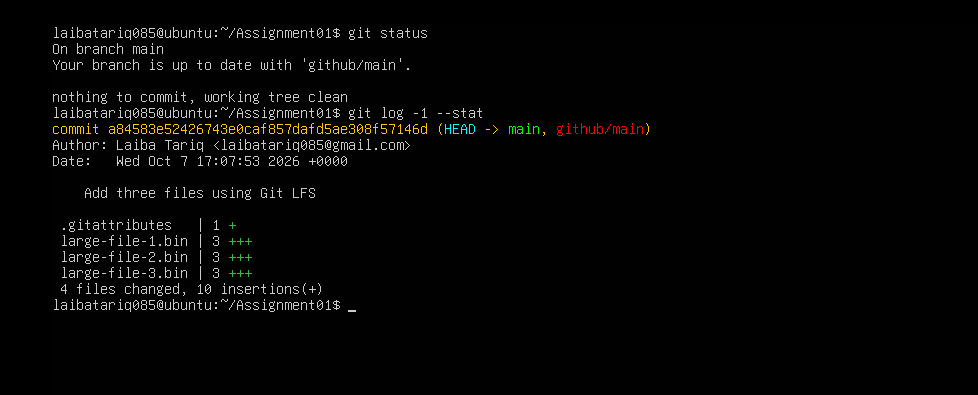 laibatariq085@ubuntu:~/Assignment01$ git status
On branch main
Your branch is up to date with 'github/main'.
nothing to commit, working tree clean
laibatariq085@ubuntu:~/Assignment01$ git log -1 --stat
commit a84583e52426743e0caf857dafd5ae308f57146d (HEAD -> main, github/main)
Author: Laiba Tariq <laibatariq085@gmail.com>
Date:   Wed Oct 7 17:07:53 2026 +0000
    Add three files using Git LFS
 .gitattributes   | 1 +
 large-file-1.bin | 3 +++
 large-file-2.bin | 3 +++
 large-file-3.bin | 3 +++
 4 files changed, 10 insertions(+)
laibatariq085@ubuntu:~/Assignment01$ _